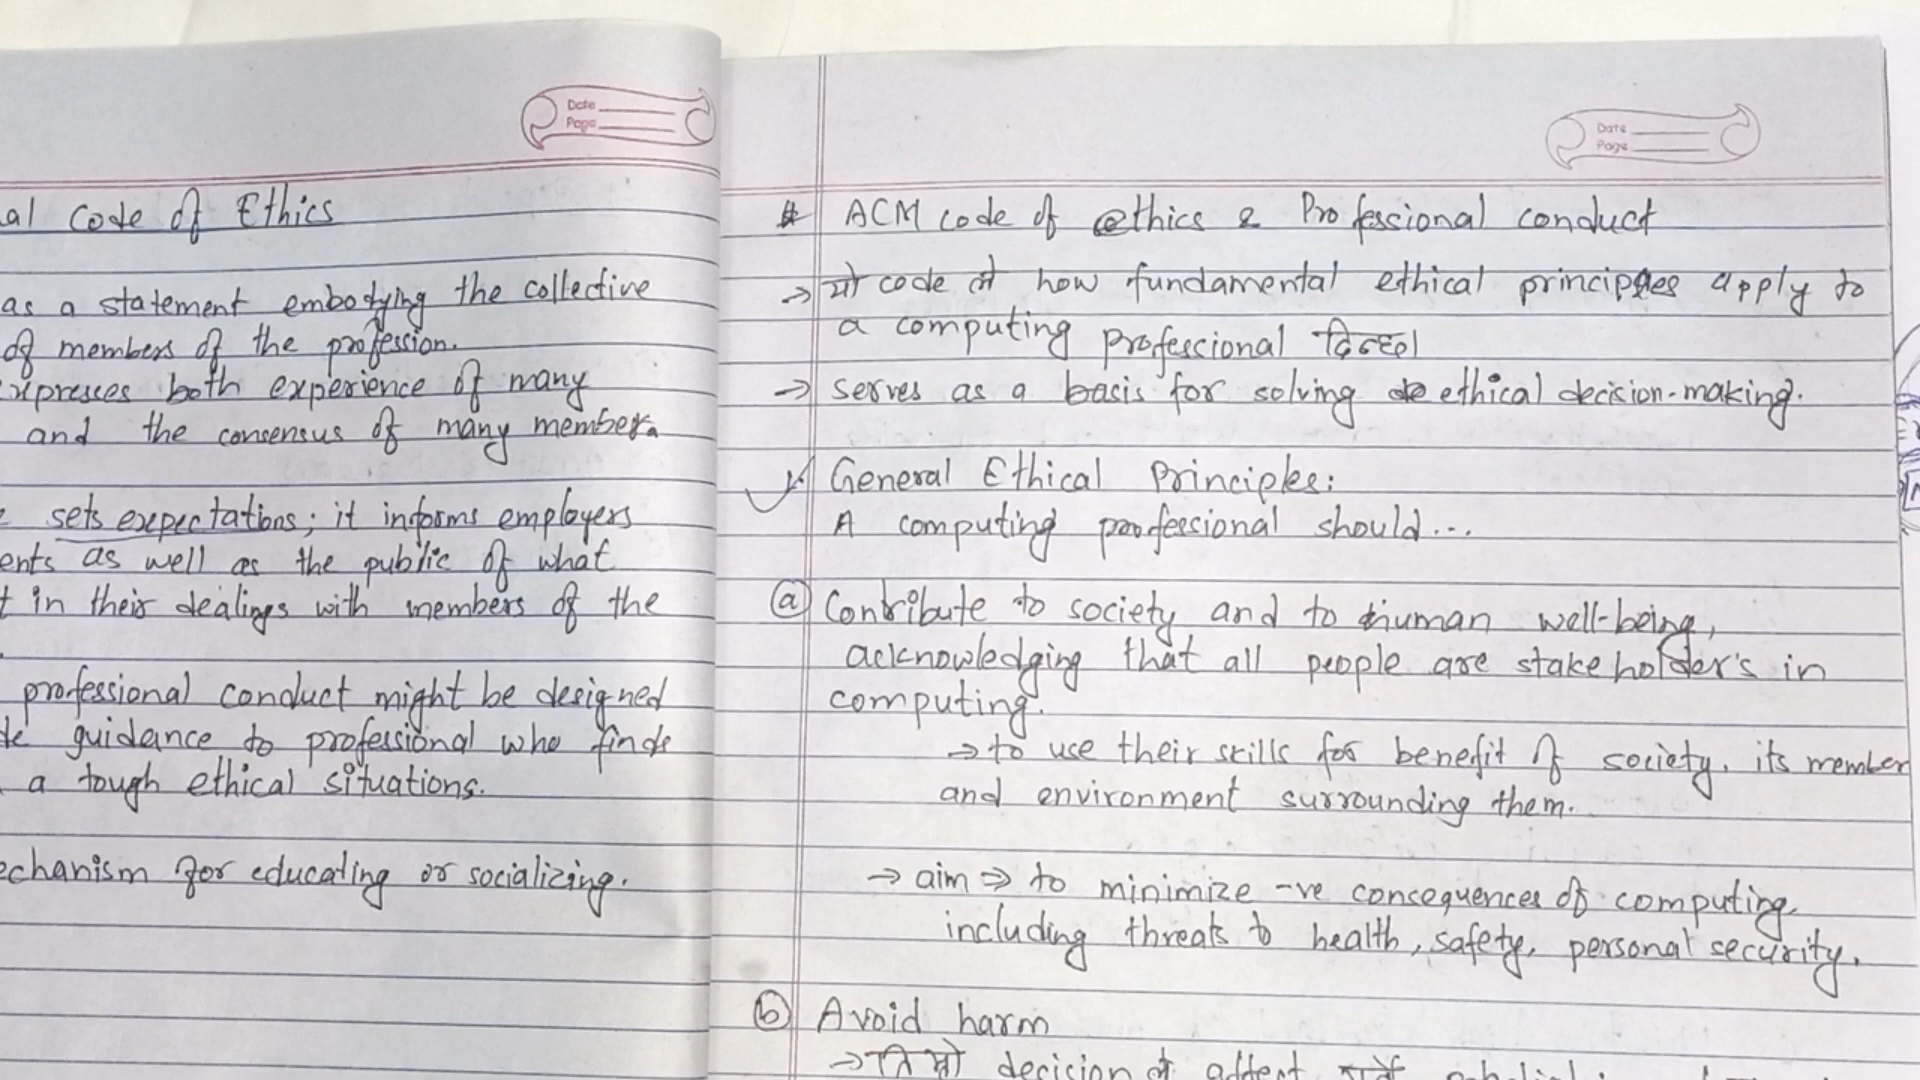 Date
Page
al Code of Ethics
as a statement embodying the collective
of members of the profession.
xpresses both experience of many
and the consensus of many members
sets expectations; it informs employers
ents as well as the public of what
t in their dealings with members of the
professional conduct might be designed
de guidance to professional who finds
a tough ethical situations.
echanism for educating or socializing.
Date
Page
* ACM code of ethics & Professional conduct
→ यो code ले how fundamental ethical principles apply to
a computing professional
→ serves as a basis for solving ethical decision-making.
General Ethical Principles:
A computing professional should...
(a) Contribute to society and to human well-being,
acknowledging that all people are stakeholder's in
computing.
→ to use their skills for benefit of society, its member
and environment surrounding them.
→ aim ⇒ to minimize -ve consequences of computing
including threats to health, safety, personal security.
(b) Avoid harm
→ decision ले affect